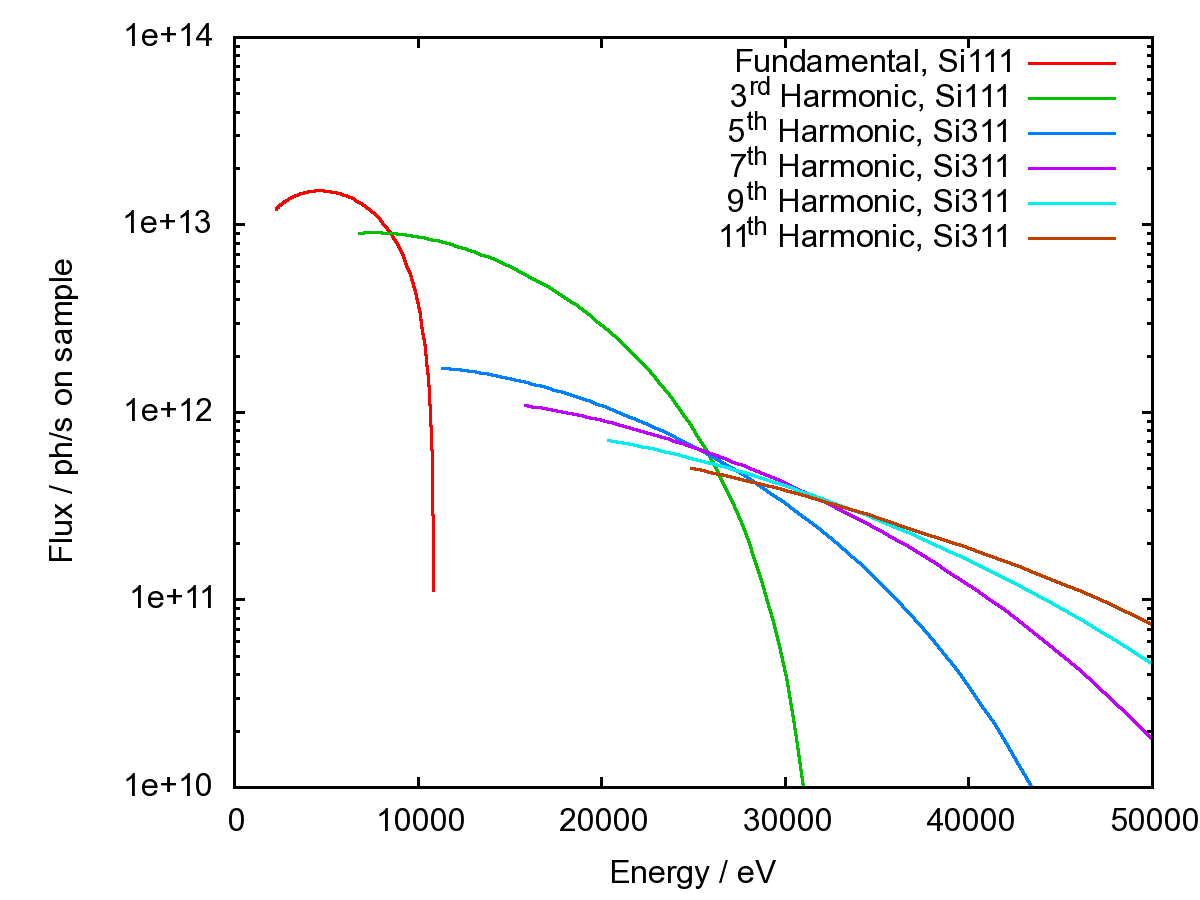 1e+14
1e+13
1e+12
1e+11
1e+10
Flux / ph/s on sample
Fundamental, Si111
3rd Harmonic, Si111
5th Harmonic, Si311
7th Harmonic, Si311
9th Harmonic, Si311
11th Harmonic, Si311
0 10000 20000 30000 40000 50000
Energy / eV